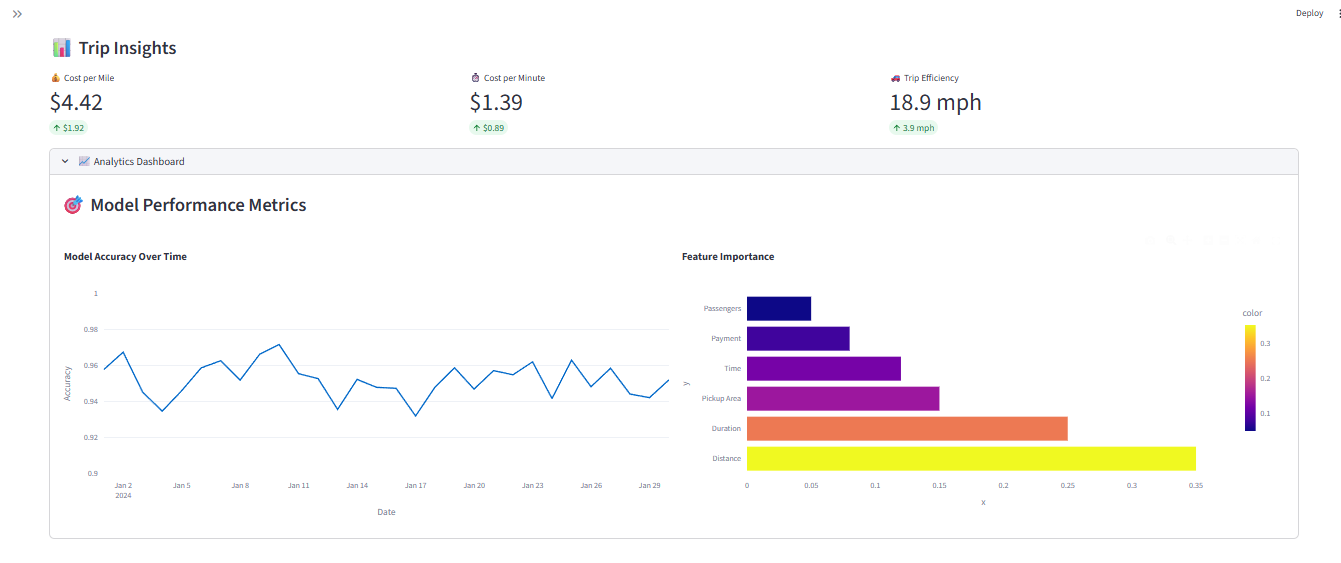 Deploy
Trip Insights
Cost per Mile
$4.42
↑ $1.92
Cost per Minute
$1.39
↑ $0.89
Trip Efficiency
18.9 mph
↑ 3.9 mph
Analytics Dashboard
Model Performance Metrics
Model Accuracy Over Time
1
0.98
0.96
0.94
0.92
0.9
Accuracy
Jan 2 Jan 5 Jan 8 Jan 11 Jan 14 Jan 17 Jan 20 Jan 23 Jan 26 Jan 29
2024
Date
Feature Importance
Passengers
Payment
Time
Pickup Area
Duration
Distance
y
0 0.05 0.1 0.15 0.2 0.25 0.3 0.35
x
color
0.3
0.2
0.1